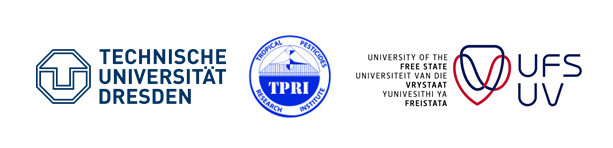 TECHNISCHE
UNIVERSITÄT
DRESDEN
TROPICAL PESTICIDES
TPRI
RESEARCH INSTITUTE
UNIVERSITY OF THE
FREE STATE
UNIVERSITEIT VAN DIE
VRYSTAAT
YUNIVESITHI YA
FREISTATA
UFS
UV